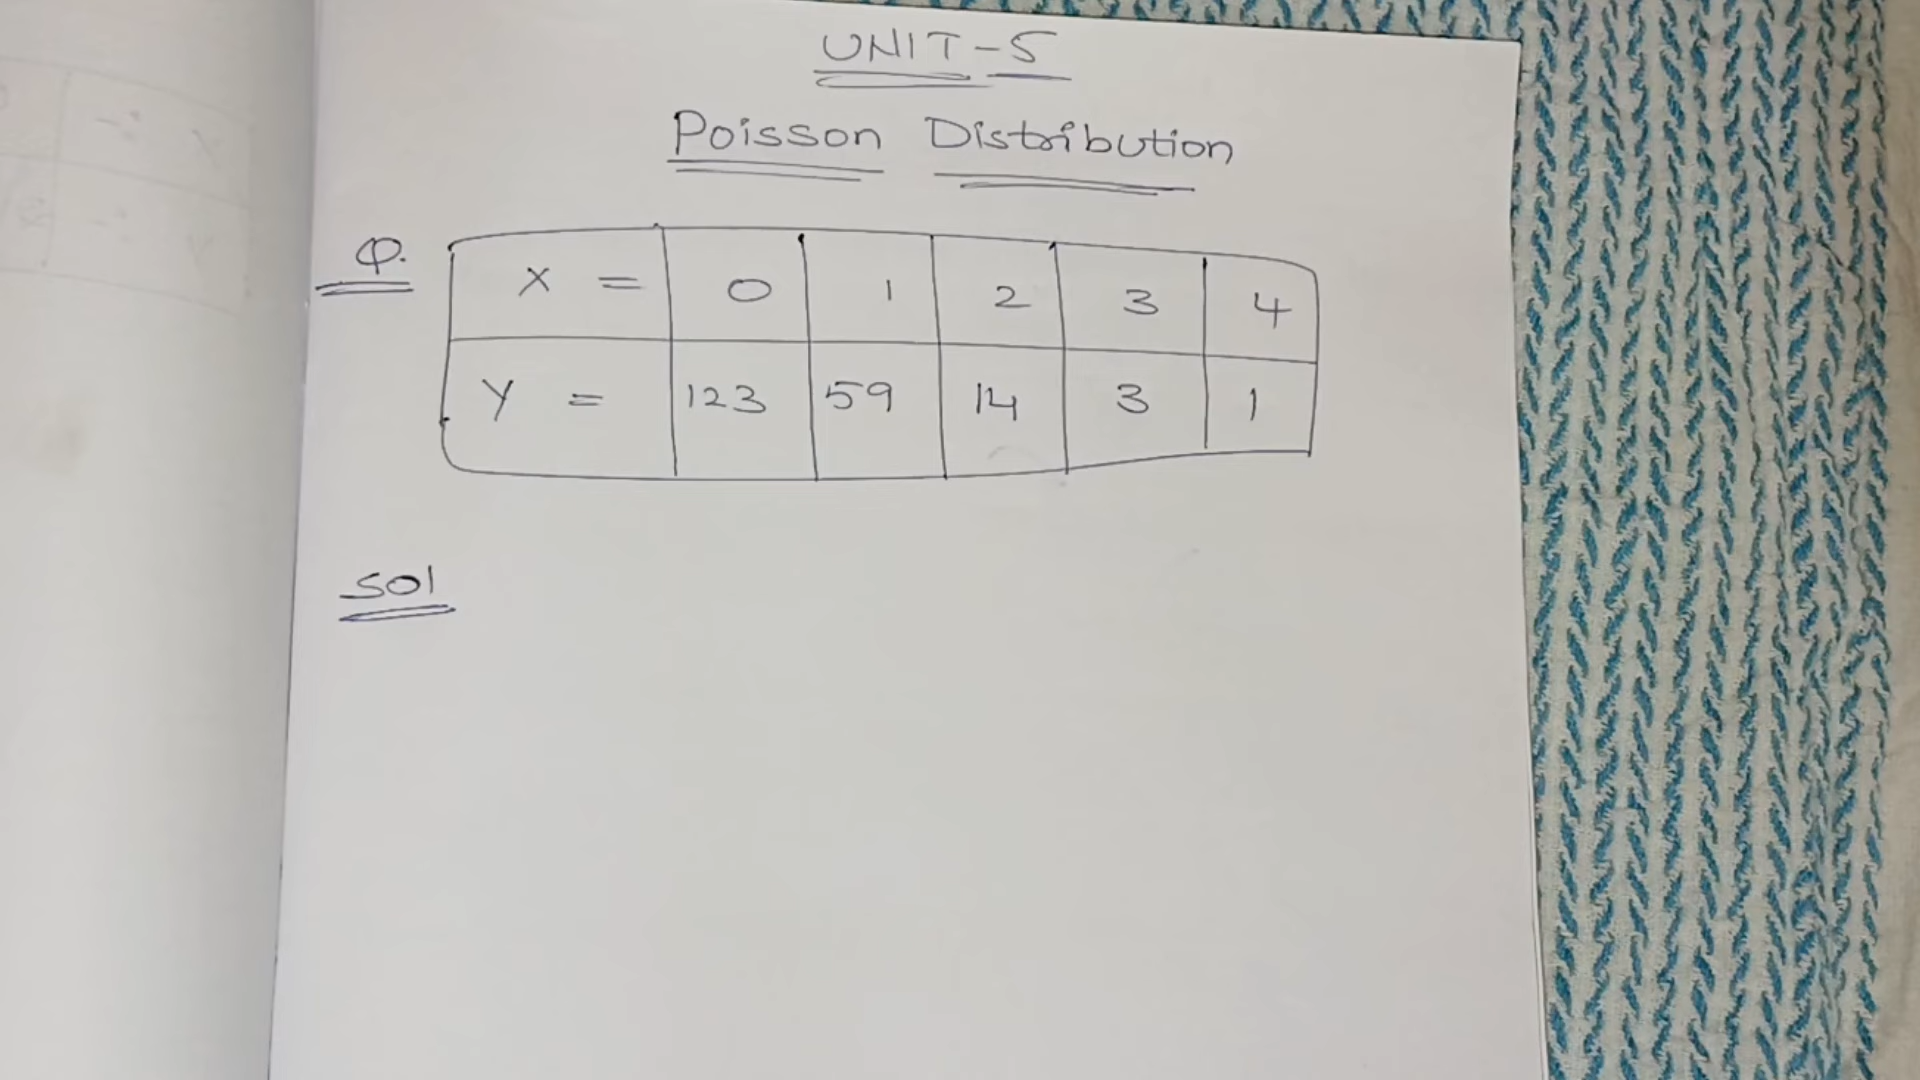 UNIT-5
Poisson Distribution
Q.
X = 0 1 2 3 4
Y = 123 59 14 3 1
Sol